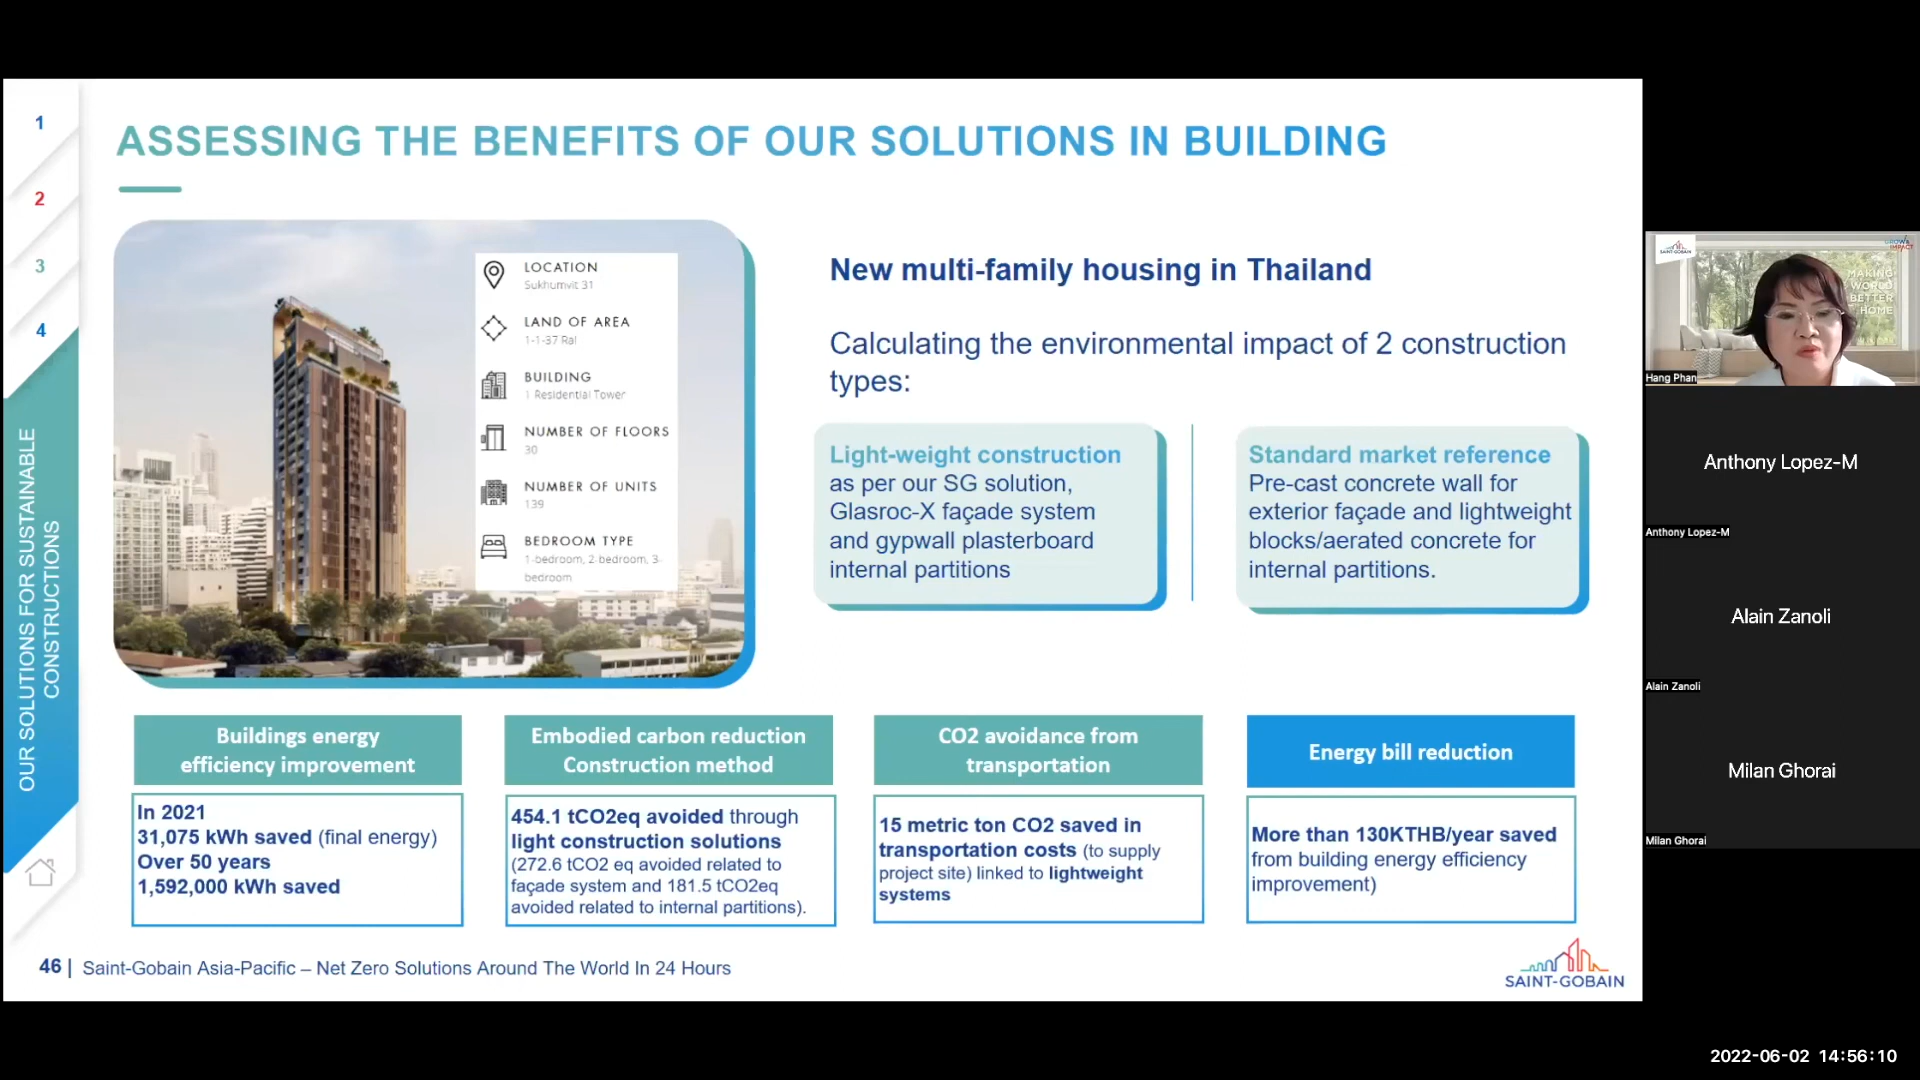 1
2
3
4
OUR SOLUTIONS FOR SUSTAINABLE
CONSTRUCTIONS
ASSESSING THE BENEFITS OF OUR SOLUTIONS IN BUILDING
LOCATION
Sukhumvit 31
LAND OF AREA
1-1-37 Rai
BUILDING
1 Residential Tower
NUMBER OF FLOORS
30
NUMBER OF UNITS
139
BEDROOM TYPE
1-bedroom, 2-bedroom, 3-
bedroom
New multi-family housing in Thailand
Calculating the environmental impact of 2 construction
types:
Light-weight construction
as per our SG solution,
Glasroc-X façade system
and gypwall plasterboard
internal partitions
Standard market reference
Pre-cast concrete wall for
exterior façade and lightweight
blocks/aerated concrete for
internal partitions.
Buildings energy
efficiency improvement
In 2021
31,075 kWh saved (final energy)
Over 50 years
1,592,000 kWh saved
Embodied carbon reduction
Construction method
454.1 tCO2eq avoided through
light construction solutions
(272.6 tCO2 eq avoided related to
façade system and 181.5 tCO2eq
avoided related to internal partitions).
CO2 avoidance from
transportation
15 metric ton CO2 saved in
transportation costs (to supply
project site) linked to lightweight
systems
Energy bill reduction
More than 130KTHB/year saved
from building energy efficiency
improvement)
46 | Saint-Gobain Asia-Pacific – Net Zero Solutions Around The World In 24 Hours
SAINT-GOBAIN
SAINT-GOBAIN
IMPACT
MAKING
WORLD
BETTER
HOME
Hang Phan
Anthony Lopez-M
Anthony Lopez-M
Alain Zanoli
Alain Zanoli
Milan Ghorai
Milan Ghorai
2022-06-02 14:56:10